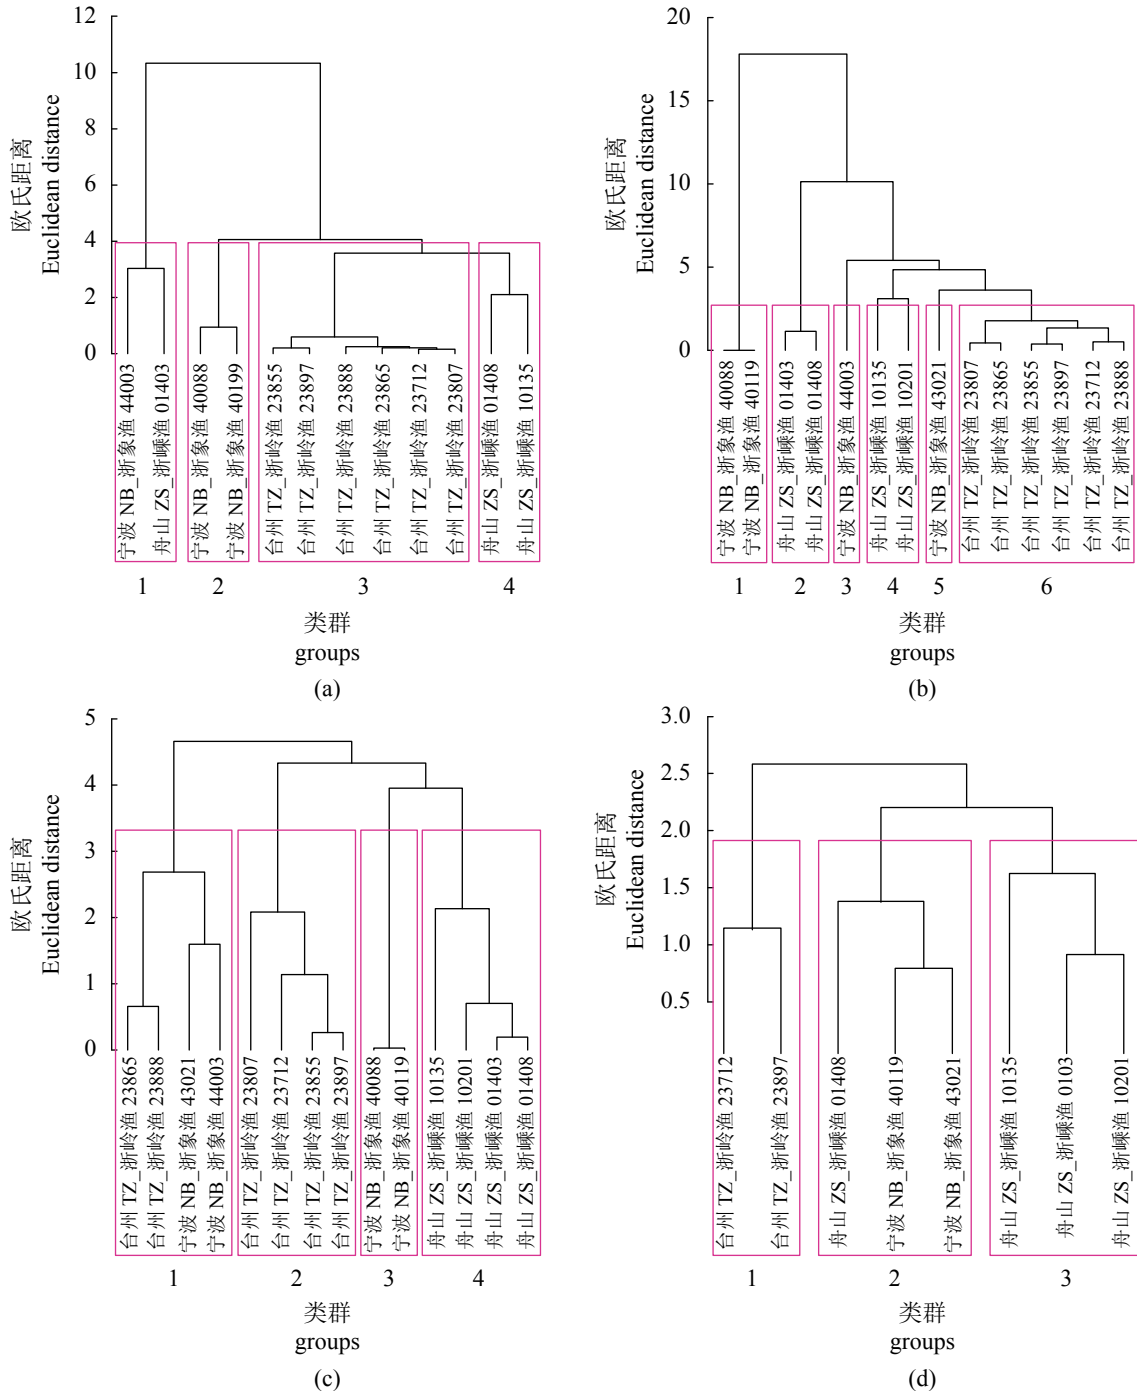 12
10
8
6
4
2
0
欧氏距离
Euclidean distance
宁波 NB_浙象渔 44003
舟山 ZS_浙嵊渔 01403
宁波 NB_浙象渔 40088
宁波 NB_浙象渔 40199
台州 TZ_浙岭渔 23855
台州 TZ_浙岭渔 23897
台州 TZ_浙岭渔 23888
台州 TZ_浙岭渔 23865
台州 TZ_浙岭渔 23712
台州 TZ_浙岭渔 23807
舟山 ZS_浙嵊渔 01408
舟山 ZS_浙嵊渔 10135
1 2 3 4
类群
groups
(a)
20
15
10
5
0
欧氏距离
Euclidean distance
宁波 NB_浙象渔 40088
宁波 NB_浙象渔 40119
舟山 ZS_浙嵊渔 01403
舟山 ZS_浙嵊渔 01408
宁波 NB_浙象渔 44003
舟山 ZS_浙嵊渔 10135
舟山 ZS_浙嵊渔 10201
宁波 NB_浙象渔 43021
台州 TZ_浙岭渔 23807
台州 TZ_浙岭渔 23865
台州 TZ_浙岭渔 23855
台州 TZ_浙岭渔 23897
台州 TZ_浙岭渔 23712
台州 TZ_浙岭渔 23888
1 2 3 4 5 6
类群
groups
(b)
5
4
3
2
1
0
欧氏距离
Euclidean distance
台州 TZ_浙岭渔 23865
台州 TZ_浙岭渔 23888
宁波 NB_浙象渔 43021
宁波 NB_浙象渔 44003
台州 TZ_浙岭渔 23807
台州 TZ_浙岭渔 23712
台州 TZ_浙岭渔 23855
台州 TZ_浙岭渔 23897
宁波 NB_浙象渔 40088
宁波 NB_浙象渔 40119
舟山 ZS_浙嵊渔 10135
舟山 ZS_浙嵊渔 10201
舟山 ZS_浙嵊渔 01403
舟山 ZS_浙嵊渔 01408
1 2 3 4
类群
groups
(c)
3.0
2.5
2.0
1.5
1.0
0.5
欧氏距离
Euclidean distance
台州 TZ_浙岭渔 23712
台州 TZ_浙岭渔 23897
舟山 ZS_浙嵊渔 01408
宁波 NB_浙象渔 40119
宁波 NB_浙象渔 43021
舟山 ZS_浙嵊渔 10135
舟山 ZS_浙嵊渔 0103
舟山 ZS_浙嵊渔 10201
1 2 3
类群
groups
(d)